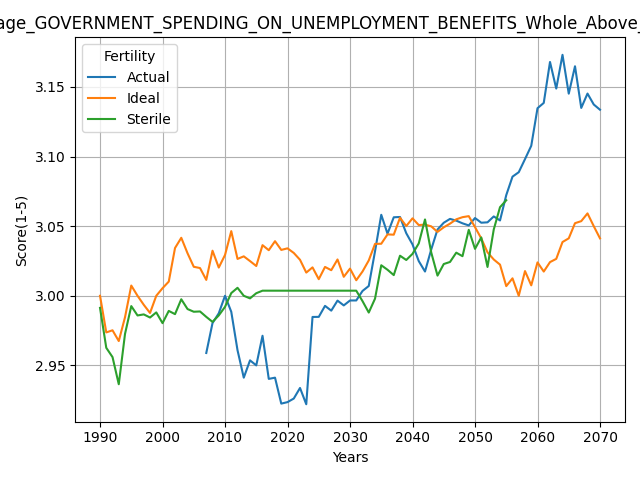 age_GOVERNMENT_SPENDING_ON_UNEMPLOYMENT_BENEFITS_Whole_Above_
Fertility
Actual
Ideal
Sterile
3.15
3.10
3.05
3.00
2.95
Score(1-5)
1990 2000 2010 2020 2030 2040 2050 2060 2070
Years